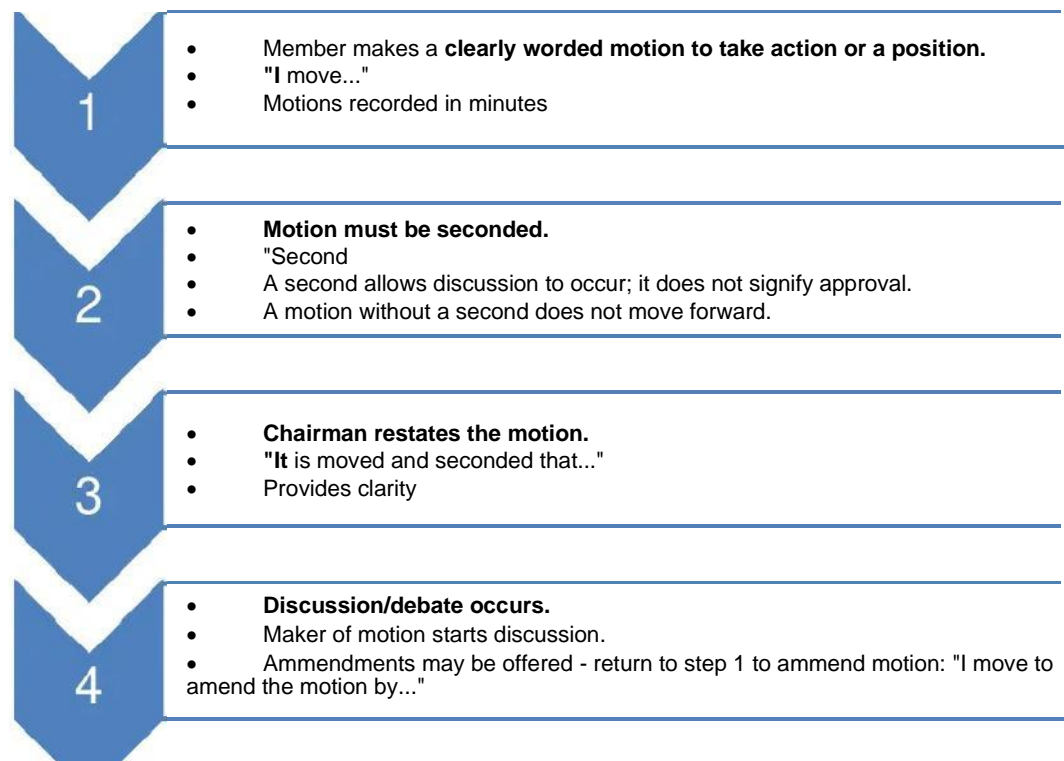 1
• Member makes a clearly worded motion to take action or a position.
• "I move..."
• Motions recorded in minutes
2
• Motion must be seconded.
• "Second
• A second allows discussion to occur; it does not signify approval.
• A motion without a second does not move forward.
3
• Chairman restates the motion.
• "It is moved and seconded that..."
• Provides clarity
4
• Discussion/debate occurs.
• Maker of motion starts discussion.
• Ammendments may be offered - return to step 1 to ammend motion: "I move to
amend the motion by..."